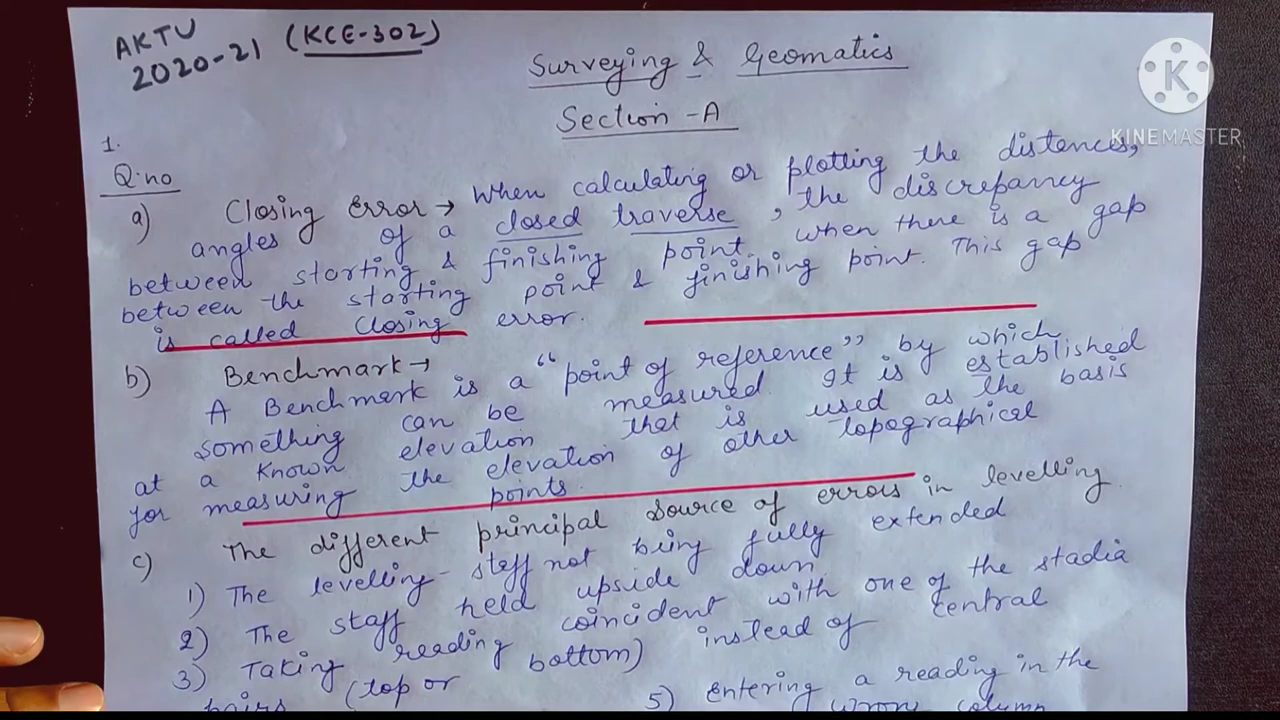 AKTU
2020-21 (KCE-302)
Surveying & Geomatics
Section -A
K
KINEMASTER
1.
Q.no
a) Closing Error → When calculating or plotting the distences,
angles of a closed traverse, the discrepancy
between starting & finishing point. when there is a gap
between the starting point & finishing point. This gap
is called Closing error.
b) Benchmark →
A Benchmark is a "point of reference" by which
something can be measured. It is established
at a known elevation that is used as the basis
for measuring the elevation of other topographical
points.
c) The different principal source of errors in levelling
1) The levelling-staff not being fully extended
2) The staff held upside down
3) Taking reading coincident with one of the stadia
hairs (top or bottom) instead of central
5) Entering a reading in the
wrong column